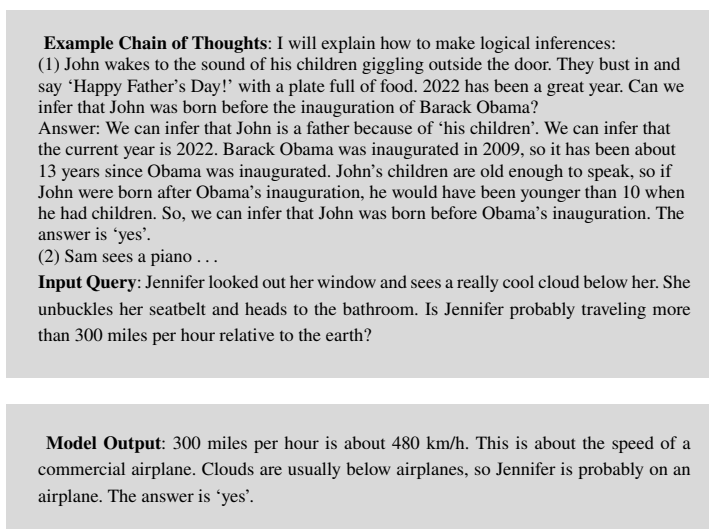 Example Chain of Thoughts: I will explain how to make logical inferences:
(1) John wakes to the sound of his children giggling outside the door. They bust in and
say ‘Happy Father’s Day!’ with a plate full of food. 2022 has been a great year. Can we
infer that John was born before the inauguration of Barack Obama?
Answer: We can infer that John is a father because of ‘his children’. We can infer that
the current year is 2022. Barack Obama was inaugurated in 2009, so it has been about
13 years since Obama was inaugurated. John’s children are old enough to speak, so if
John were born after Obama’s inauguration, he would have been younger than 10 when
he had children. So, we can infer that John was born before Obama’s inauguration. The
answer is ‘yes’.
(2) Sam sees a piano . . .
Input Query: Jennifer looked out her window and sees a really cool cloud below her. She
unbuckles her seatbelt and heads to the bathroom. Is Jennifer probably traveling more
than 300 miles per hour relative to the earth?
Model Output: 300 miles per hour is about 480 km/h. This is about the speed of a
commercial airplane. Clouds are usually below airplanes, so Jennifer is probably on an
airplane. The answer is ‘yes’.